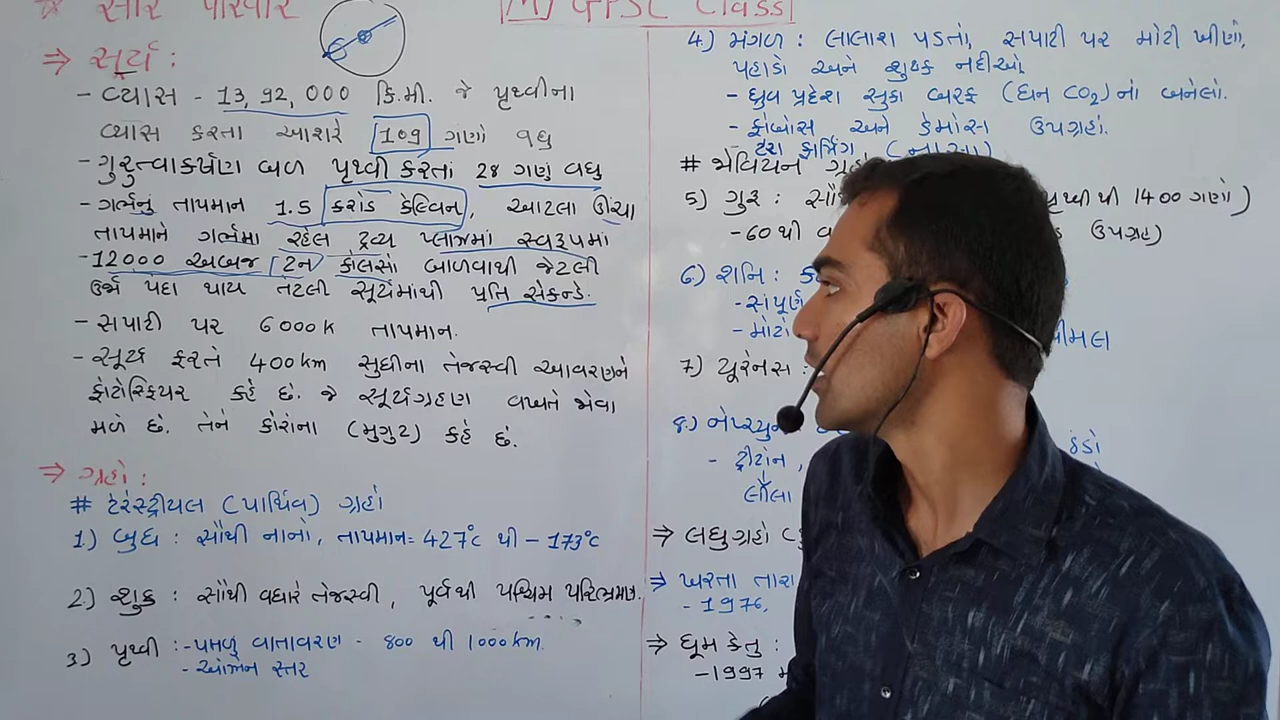 * સૌર પરિવાર
GPSC Class
⇒ સૂર્ય :
- વ્યાસ - 13,92,000 કિ.મી. જે પૃથ્વીના
વ્યાસ કરતા આશરે 109 ગણો વધુ
- ગુરુત્વાકર્ષણ બળ પૃથ્વી કરતાં 28 ગણું વધુ
- ગર્ભનું તાપમાન 1.5 કરોડ કેલ્વિન, આટલા ઊંચા
તાપમાને ગર્ભમાં રહેલ દ્રવ્ય પ્લાઝમાં સ્વરૂપમાં
- 12000 અબજ ટન કોલસો બાળવાથી જેટલી
ઉર્જા પેદા થાય તેટલી સૂર્યમાંથી પ્રતિ સેકન્ડે.
- સપાટી પર 6000K તાપમાન.
- સૂર્ય ફરતે 400km સુધીના તેજસ્વી આવરણને
ફોટોસ્ફિયર કહે છે. જે સૂર્યગ્રહણ વખતે જોવા
મળે છે. તેને કોરોના (મુગુટ) કહે છે.
⇒ ગ્રહો :
# ટેરેસ્ટ્રીયલ (પાર્થિવ) ગ્રહો
1) બુધ : સૌથી નાનો, તાપમાન = 427°c થી - 173°c
2) શુક્ર : સૌથી વધારે તેજસ્વી, પૂર્વથી પશ્ચિમ પરિભ્રમણ.
3) પૃથ્વી : - પાતળું વાતાવરણ - 800 થી 1000km.
- ઓઝોન સ્તર
4) મંગળ : લાલાશ પડતો, સપાટી પર મોટી ખીણો,
પહાડો અને શુષ્ક નદીઓ
- ધ્રુવ પ્રદેશ સુકા બરફ (ઘન CO₂) નો બનેલો.
- ફોબોસ અને ડેમોસ ઉપગ્રહો.
- ટેરા ફોર્મિંગ (નાસા)
# જોવિયન
5) ગુરૂ : પૃથ્વી થી 1400 ગણો)
- 60 થી ઉપગ્રહ)
6) શનિ :
- સંપૂર્ણ
- મોટો
7) યૂરેનસ :
8) નેપ્ચ્યુન ઠંડો
- ટ્રીટોન,
લીલા
⇒ લઘુગ્રહો
⇒ ખરતા તારા
- 1976,
⇒ ધૂમકેતુ :
- 1997